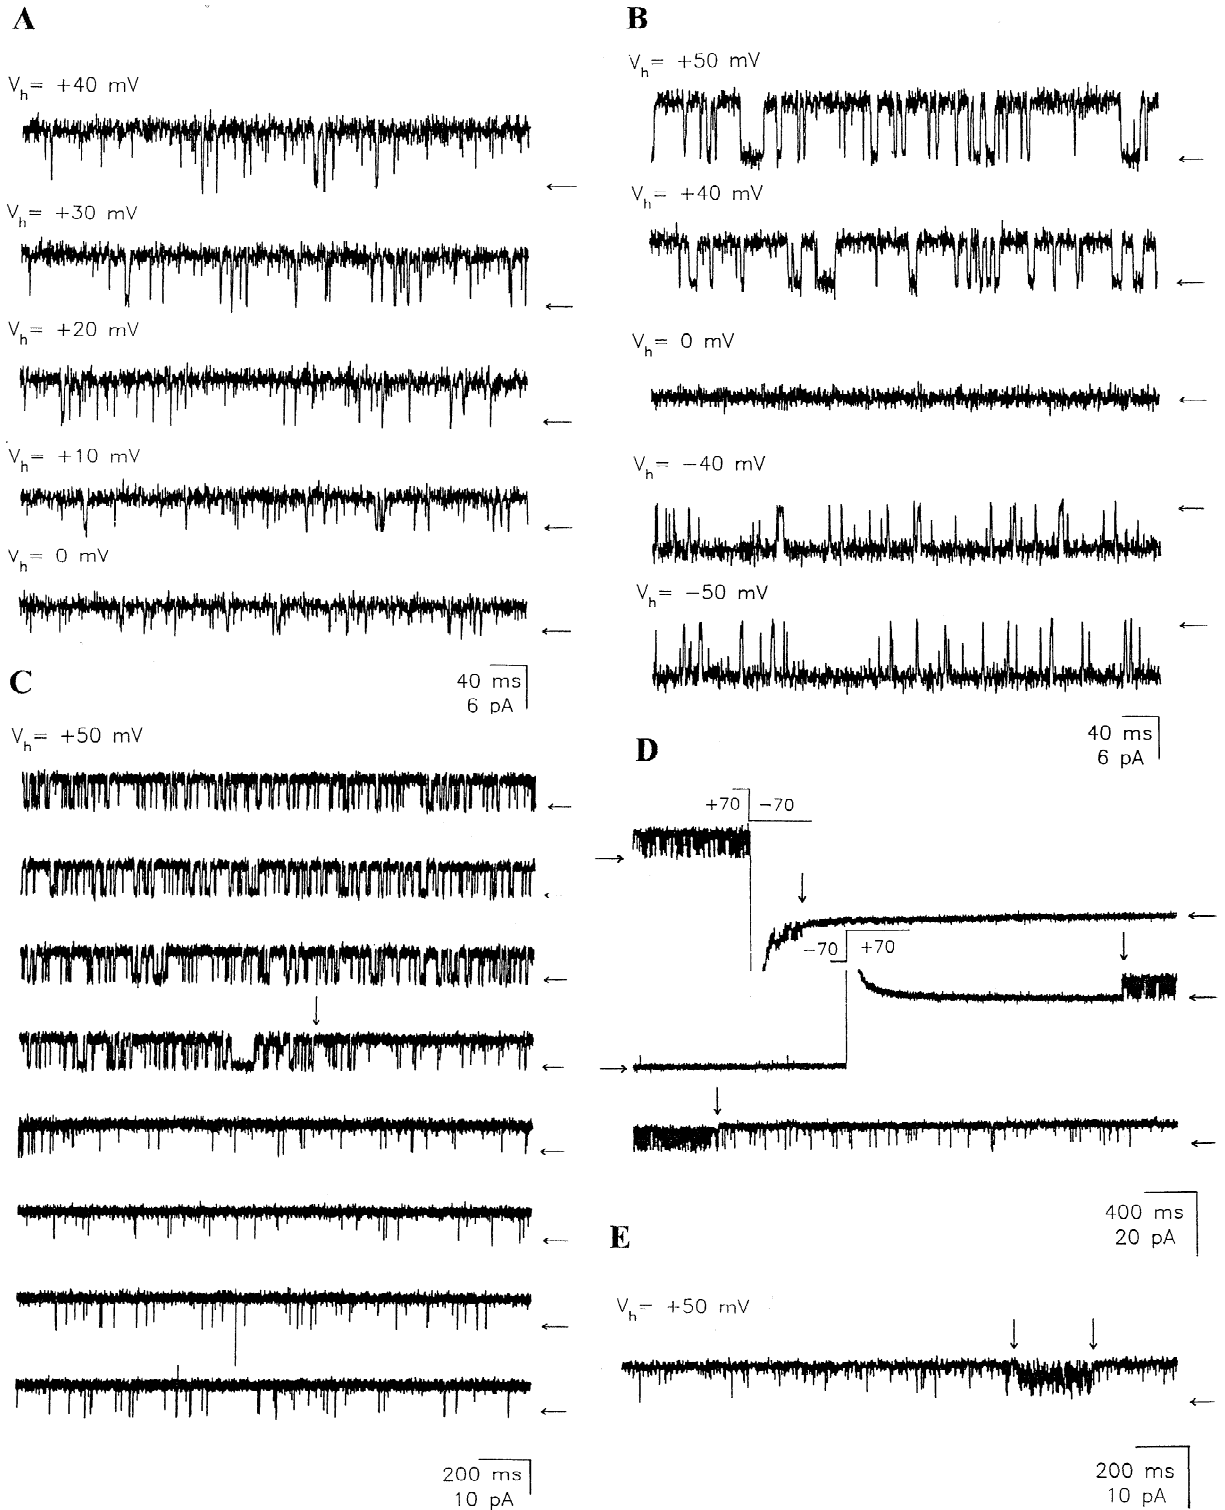 A
V_h= +40 mV
V_h= +30 mV
V_h= +20 mV
V_h= +10 mV
V_h= 0 mV
40 ms
6 pA
B
V_h= +50 mV
V_h= +40 mV
V_h= 0 mV
V_h= −40 mV
V_h= −50 mV
40 ms
6 pA
C
V_h= +50 mV
200 ms
10 pA
D
+70 −70
−70 +70
400 ms
20 pA
E
V_h= +50 mV
200 ms
10 pA